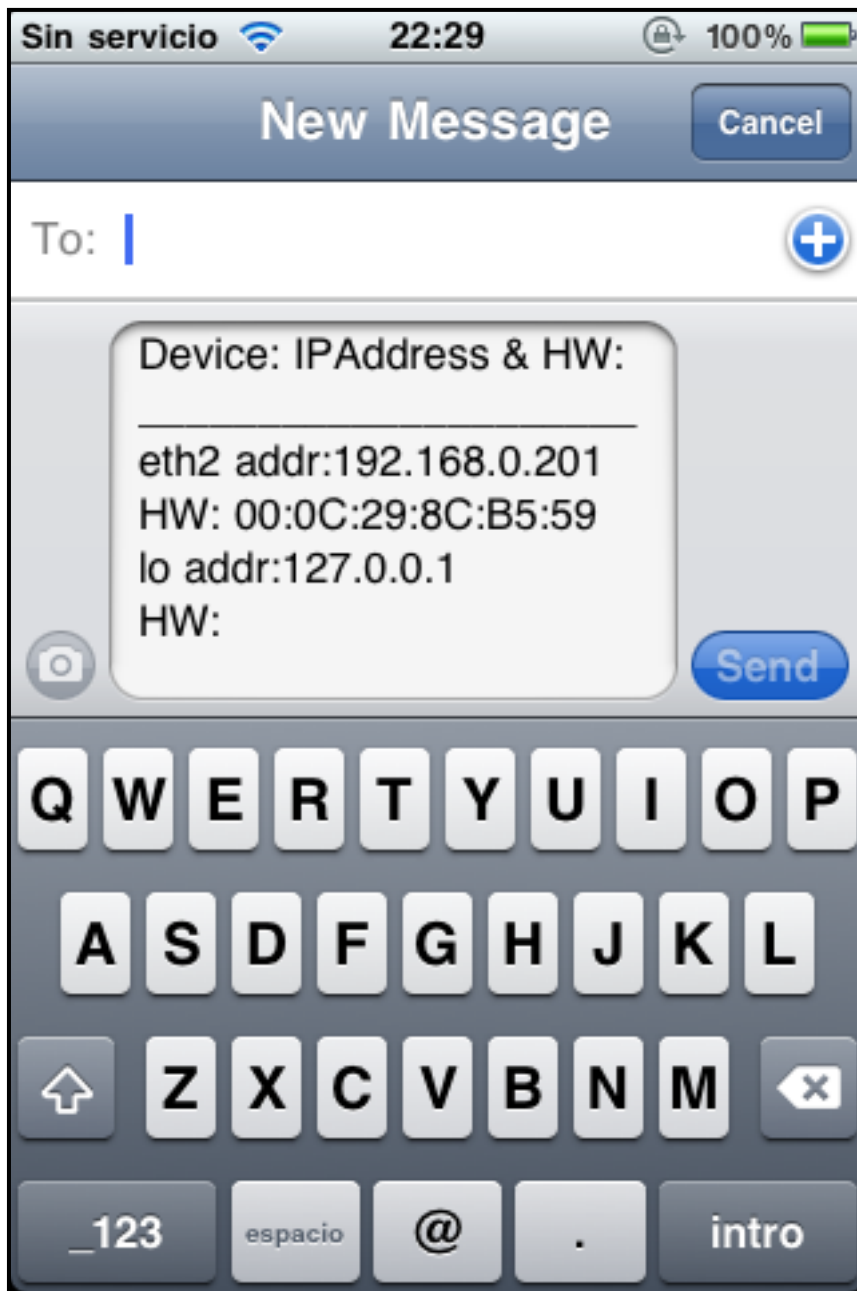 Sin servicio 22:29 100%
New Message Cancel
To:
Device: IPAddress & HW:
______________________
eth2 addr:192.168.0.201
HW: 00:0C:29:8C:B5:59
lo addr:127.0.0.1
HW:
Send
Q W E R T Y U I O P
A S D F G H J K L
Z X C V B N M
_123 espacio @ . intro